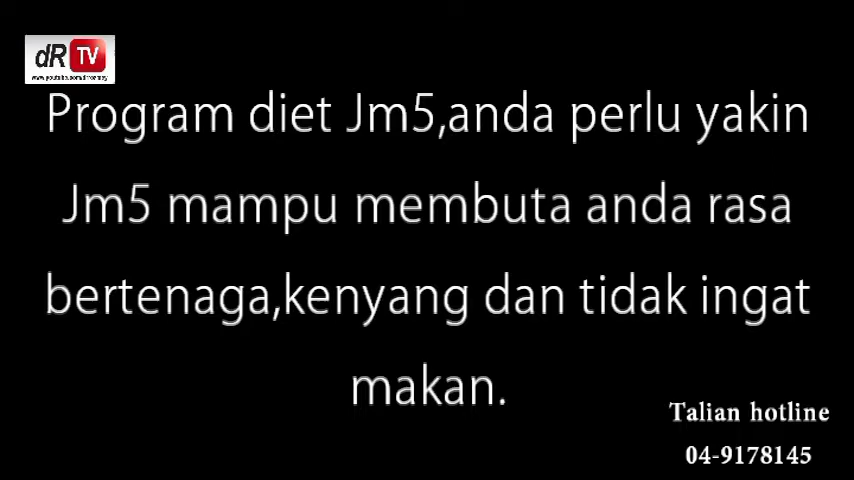 dR TV
Program diet Jm5,anda perlu yakin
Jm5 mampu membuta anda rasa
bertenaga,kenyang dan tidak ingat
makan.
Talian hotline
04-9178145